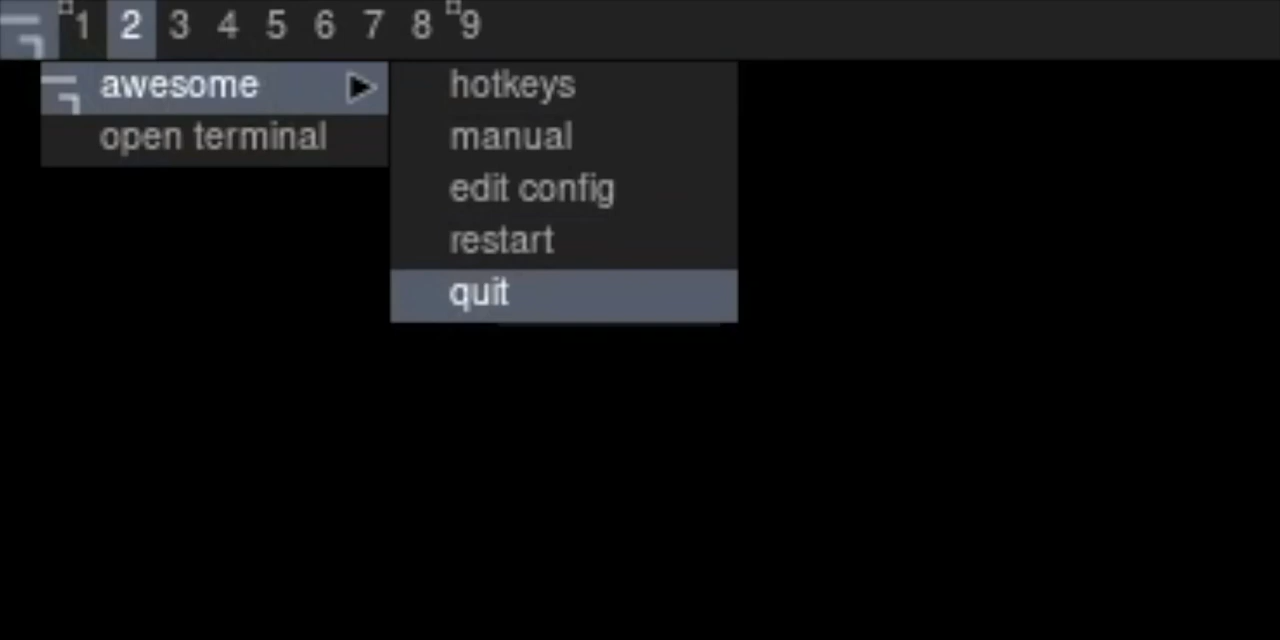 1 2 3 4 5 6 7 8 9
awesome
open terminal
hotkeys
manual
edit config
restart
quit